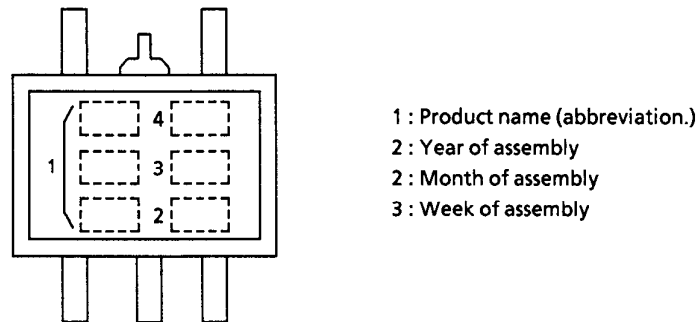 4
1
3
2
1 : Product name (abbreviation.)
2 : Year of assembly
2 : Month of assembly
3 : Week of assembly